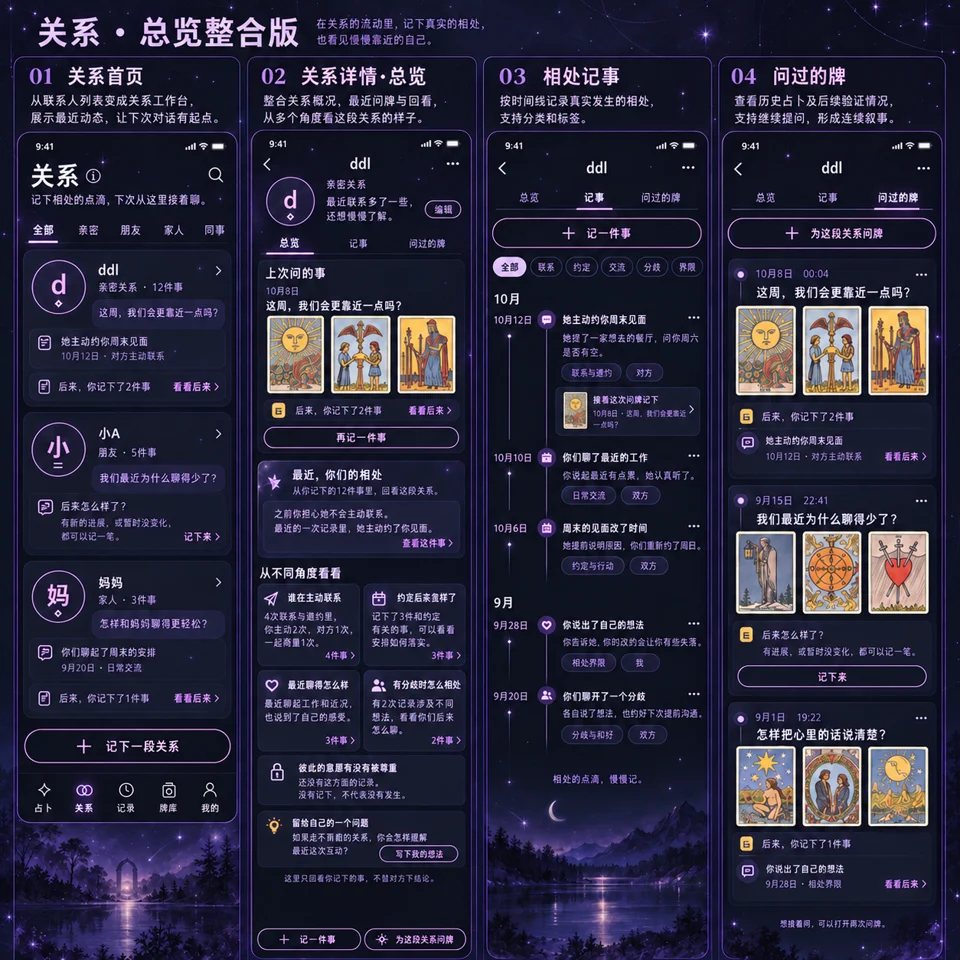 关系·总览整合版
在关系的流动里，记下真实的相处，
也看见慢慢靠近的自己。
01 关系首页
从联系人列表变成关系工作台，
展示最近动态，让下次对话有起点。
9:41
关系
记下相处的点滴，下次从这里接着聊。
全部 亲密 朋友 家人 同事
d
ddl
亲密关系 · 12件事
这周，我们会更靠近一点吗？
她主动约你周末见面
10月12日 · 对方主动联系
后来，你记下了2件事 看看后来
小
小A
朋友 · 5件事
我们最近为什么聊得少了？
后来怎么样了？
有新的进展，或暂时没变化，
都可以记一笔。
记下来
妈
妈妈
家人 · 3件事
怎样和妈妈聊得更轻松？
你们聊起了周末的安排
9月20日 · 日常交流
后来，你记下了1件事 看看后来
＋ 记下一段关系
占卜 关系 记录 牌库 我的
02 关系详情·总览
整合关系概况，最近问牌与回看，
从多个角度看这段关系的样子。
9:41
ddl
d
亲密关系
最近联系多了一些，
还想慢慢了解。
编辑
总览 记事 问过的牌
上次问的事
10月8日
这周，我们会更靠近一点吗？
后来，你记下了2件事 看看后来
再记一件事
最近，你们的相处
从你记下的12件事里，回看这段关系。
之前你担心她不会主动联系。
最近的一次记录里，她主动约了你见面。
查看这件事
从不同角度看看
谁在主动联系
4次联系与邀约里，
你主动2次，对方1次，
一起商量1次。
4件事
约定后来怎样了
记下了3件和约定
有关的事，可以看看
安排如何落实。
3件事
最近聊得怎么样
最近聊起工作和近况，
也说到了自己的感受。
3件事
有分歧时怎么相处
有2次记录涉及不同
想法，看看你们后来
怎么聊。
2件事
彼此的意愿有没有被尊重
还没有这方面的记录。
没有记下，不代表没有发生。
留给自己的一个问题
最近这次互动？
写下我的想法
这里只回看你记下的事，不替对方下结论。
＋ 记一件事
为这段关系问牌
03 相处记事
按时间线记录真实发生的相处，
支持分类和标签。
9:41
ddl
总览 记事 问过的牌
＋ 记一件事
全部 联系 约定 交流 分歧 界限
10月
10月12日
她主动约你周末见面
她提了一家想去的餐厅，问你周六
是否有空。
联系与邀约 对方
接着这次问牌记下
10月8日 · 这周，我们会更靠近
一点吗？
10月10日
你们聊了最近的工作
你说起最近有点累，她认真听了。
日常交流 双方
10月6日
周末的见面改了时间
她提前说明原因，你们重新约了周日。
约定与行动 双方
9月
9月28日
你说出了自己的想法
你告诉她，你的改约会让你有些失落。
相处界限 我
9月20日
你们聊开了一个分歧
各自说了想法，也约好下次提前沟通。
分歧与和好 双方
相处的点滴，慢慢记。
04 问过的牌
查看历史占卜及后续验证情况，
支持继续提问，形成连续叙事。
9:41
ddl
总览 记事 问过的牌
＋ 为这段关系问牌
10月8日 00:04
这周，我们会更靠近一点吗？
后来，你记下了2件事
她主动约你周末见面
10月12日 · 对方主动联系 看看后来
9月15日 22:41
我们最近为什么聊得少了？
后来怎么样了？
有进展，或暂时没变化，都可以记一笔。
记下来
9月1日 19:22
怎样把心里的话说清楚？
后来，你记下了1件事
你说出了自己的想法
9月28日 · 相处界限 看看后来